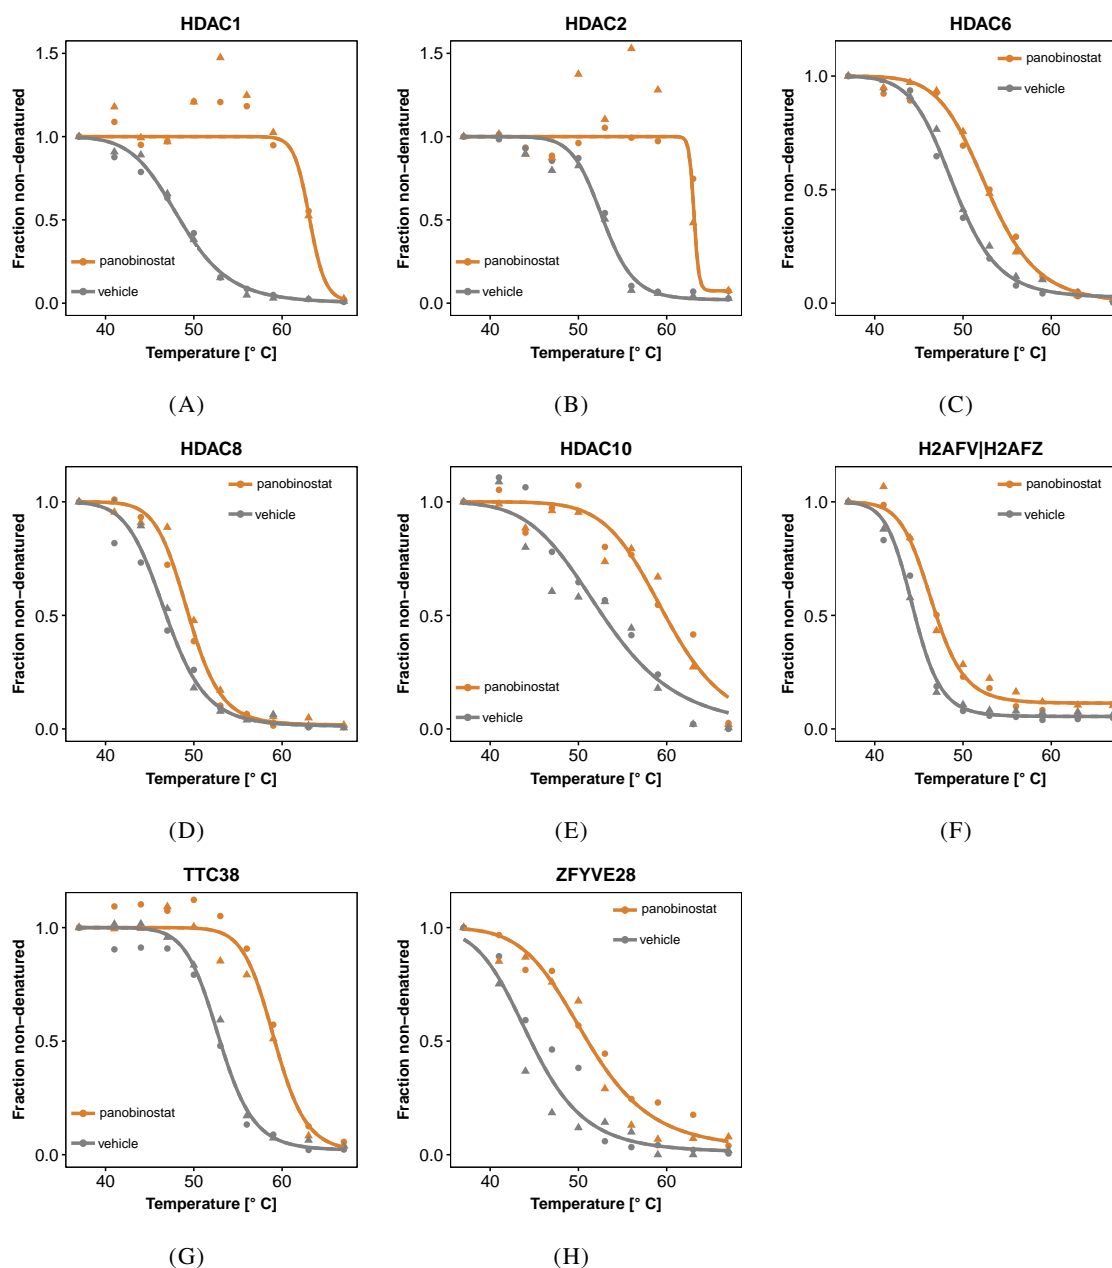 HDAC1
1.5
1.0
0.5
0.0
Fraction non−denatured
panobinostat
vehicle
40 50 60
Temperature [° C]
(A)
HDAC2
1.5
1.0
0.5
0.0
Fraction non−denatured
panobinostat
vehicle
40 50 60
Temperature [° C]
(B)
HDAC6
1.0
0.5
0.0
Fraction non−denatured
panobinostat
vehicle
40 50 60
Temperature [° C]
(C)
HDAC8
1.0
0.5
0.0
Fraction non−denatured
panobinostat
vehicle
40 50 60
Temperature [° C]
(D)
HDAC10
1.0
0.5
0.0
Fraction non−denatured
panobinostat
vehicle
40 50 60
Temperature [° C]
(E)
H2AFV|H2AFZ
1.0
0.5
0.0
Fraction non−denatured
panobinostat
vehicle
40 50 60
Temperature [° C]
(F)
TTC38
1.0
0.5
0.0
Fraction non−denatured
panobinostat
vehicle
40 50 60
Temperature [° C]
(G)
ZFYVE28
1.0
0.5
0.0
Fraction non−denatured
panobinostat
vehicle
40 50 60
Temperature [° C]
(H)